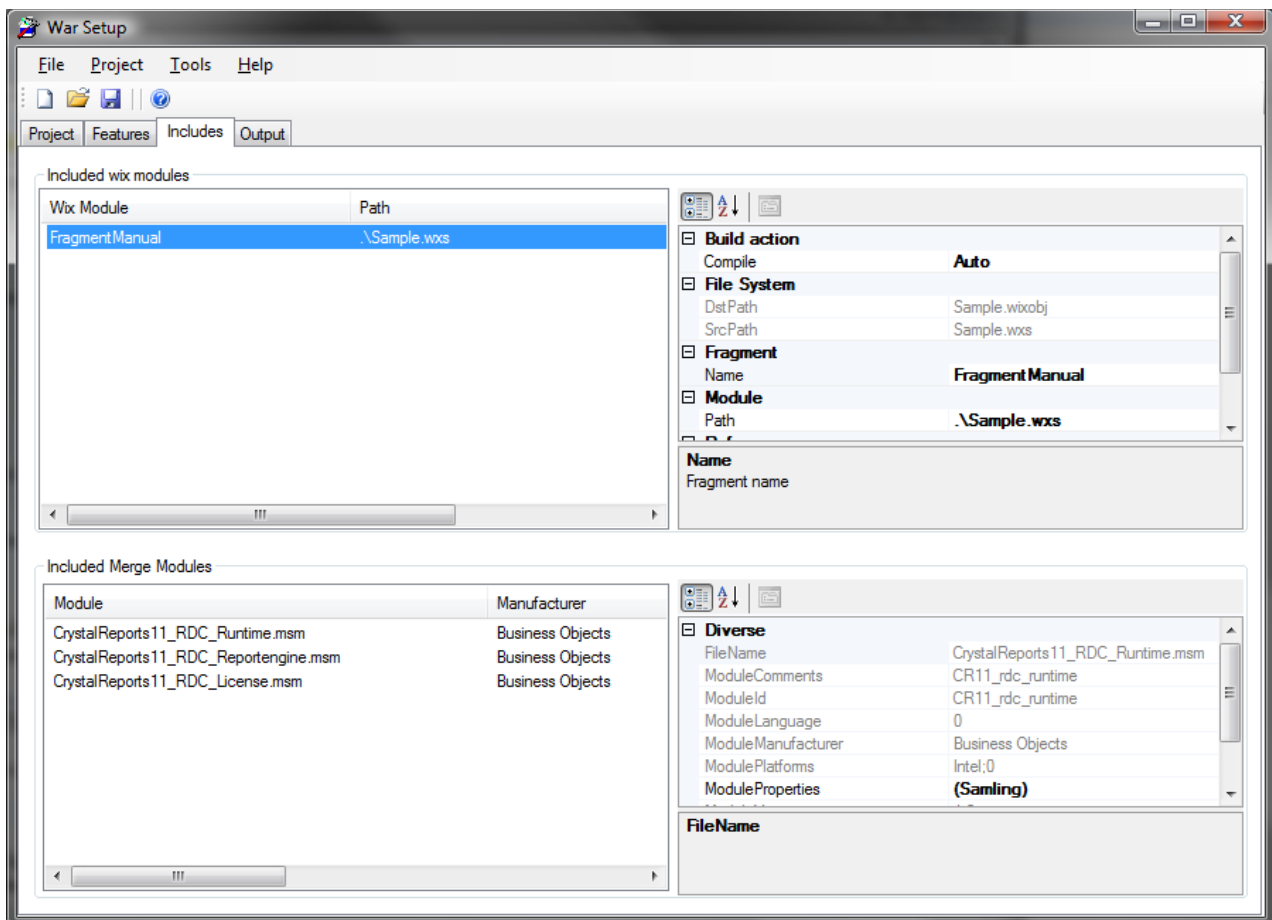 War Setup
File Project Tools Help
Project Features Includes Output
Included wix modules
Wix Module Path
FragmentManual .\Sample.wxs
Build action
Compile Auto
File System
DstPath Sample.wixobj
SrcPath Sample.wxs
Fragment
Name FragmentManual
Module
Path .\Sample.wxs
Name
Fragment name
Included Merge Modules
Module Manufacturer
CrystalReports11_RDC_Runtime.msm Business Objects
CrystalReports11_RDC_Reportengine.msm Business Objects
CrystalReports11_RDC_License.msm Business Objects
Diverse
FileName CrystalReports11_RDC_Runtime.msm
ModuleComments CR11_rdc_runtime
ModuleId CR11_rdc_runtime
ModuleLanguage 0
ModuleManufacturer Business Objects
ModulePlatforms Intel;0
ModuleProperties (Samling)
FileName